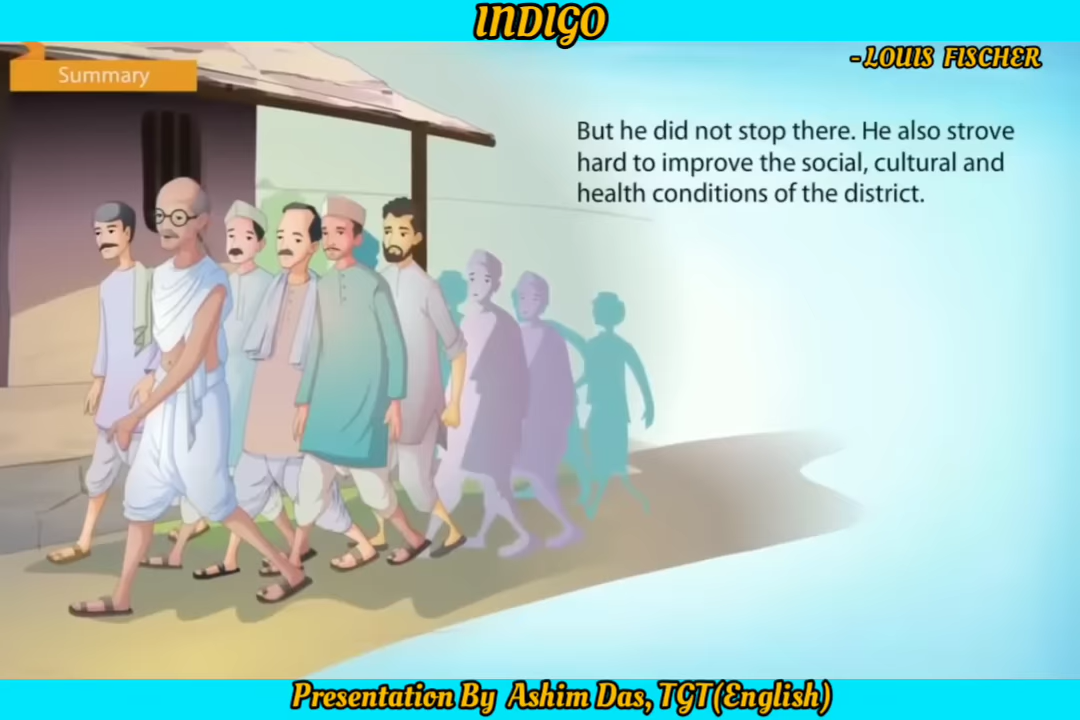 INDIGO
- LOUIS FISCHER
Summary
But he did not stop there. He also strove
hard to improve the social, cultural and
health conditions of the district.
Presentation By Ashim Das, TGT(English)